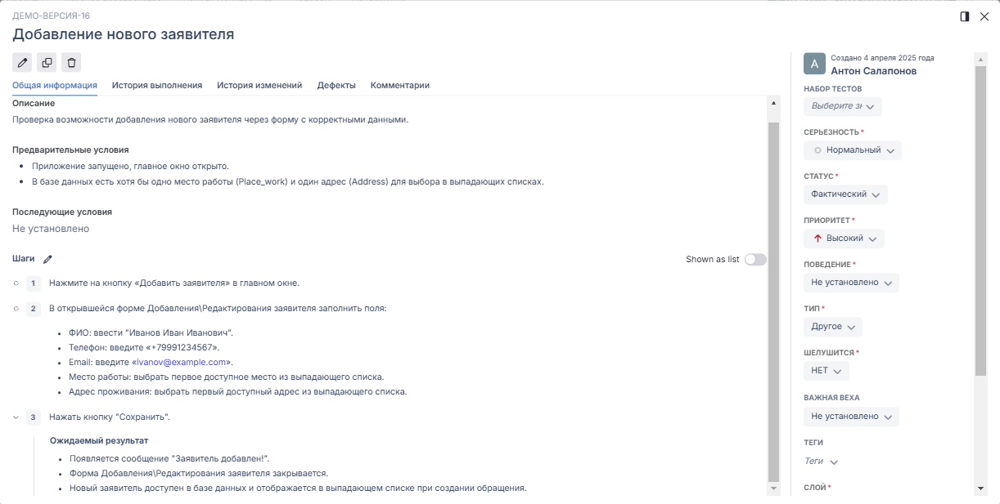 ДЕМО-ВЕРСИЯ-16
Добавление нового заявителя
Общая информация
История выполнения
История изменений
Дефекты
Комментарии
Описание
Проверка возможности добавления нового заявителя через форму с корректными данными.
Предварительные условия
Приложение запущено, главное окно открыто.
В базе данных есть хотя бы одно место работы (Place_work) и один адрес (Address) для выбора в выпадающих списках.
Последующие условия
Не установлено
Шаги
Shown as list
1 Нажмите на кнопку «Добавить заявителя» в главном окне.
2 В открывшейся форме Добавления\Редактирования заявителя заполнить поля:
ФИО: ввести "Иванов Иван Иванович".
Телефон: введите «+79991234567».
Email: введите «ivanov@example.com».
Место работы: выбрать первое доступное место из выпадающего списка.
Адрес проживания: выбрать первый доступный адрес из выпадающего списка.
3 Нажать кнопку "Сохранить".
Ожидаемый результат
Появляется сообщение "Заявитель добавлен!".
Форма Добавления\Редактирования заявителя закрывается.
Новый заявитель доступен в базе данных и отображается в выпадающем списке при создании обращения.
А
Создано 4 апреля 2025 года
Антон Салапонов
НАБОР ТЕСТОВ
Выберите зн
СЕРЬЕЗНОСТЬ*
Нормальный
СТАТУС*
Фактический
ПРИОРИТЕТ*
Высокий
ПОВЕДЕНИЕ*
Не установлено
ТИП*
Другое
ШЕЛУШИТСЯ*
НЕТ
ВАЖНАЯ ВЕХА
Не установлено
ТЕГИ
Теги
СЛОЙ*